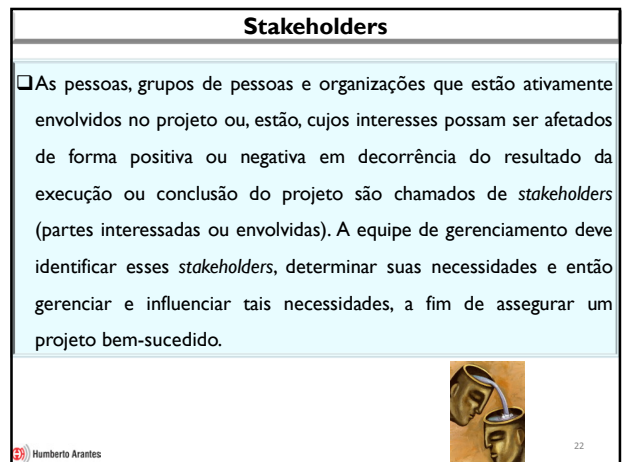 Stakeholders
❑As pessoas, grupos de pessoas e organizações que estão ativamente
envolvidos no projeto ou, estão, cujos interesses possam ser afetados
de forma positiva ou negativa em decorrência do resultado da
execução ou conclusão do projeto são chamados de stakeholders
(partes interessadas ou envolvidas). A equipe de gerenciamento deve
identificar esses stakeholders, determinar suas necessidades e então
gerenciar e influenciar tais necessidades, a fim de assegurar um
projeto bem-sucedido.
Humberto Arantes
22